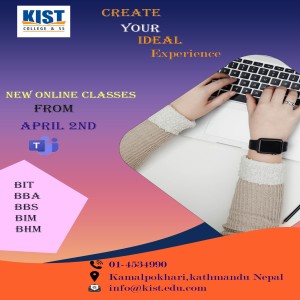 KIST
COLLEGE & SS
CREATE
YOUR
IDEAL
Experience
NEW ONLINE CLASSES
FROM
APRIL 2ND
T
BIT
BBA
BBS
BIM
BHM
01-4534990
Kamalpokhari,kathmandu Nepal
info@kist.edu.com